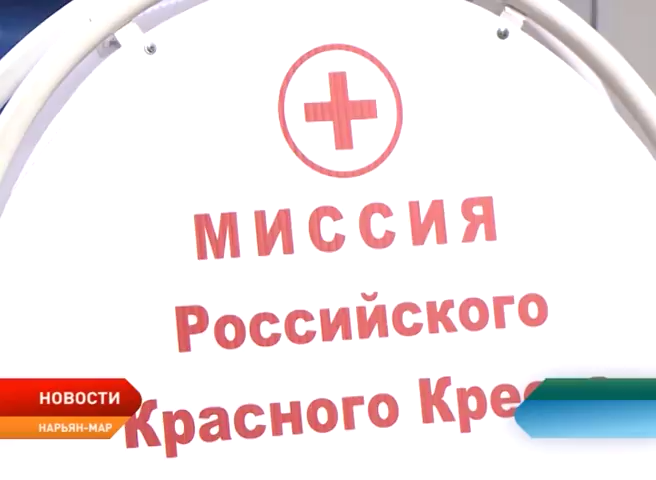 МИССИЯ
Российского
Красного
НОВОСТИ
НАРЬЯН-МАР